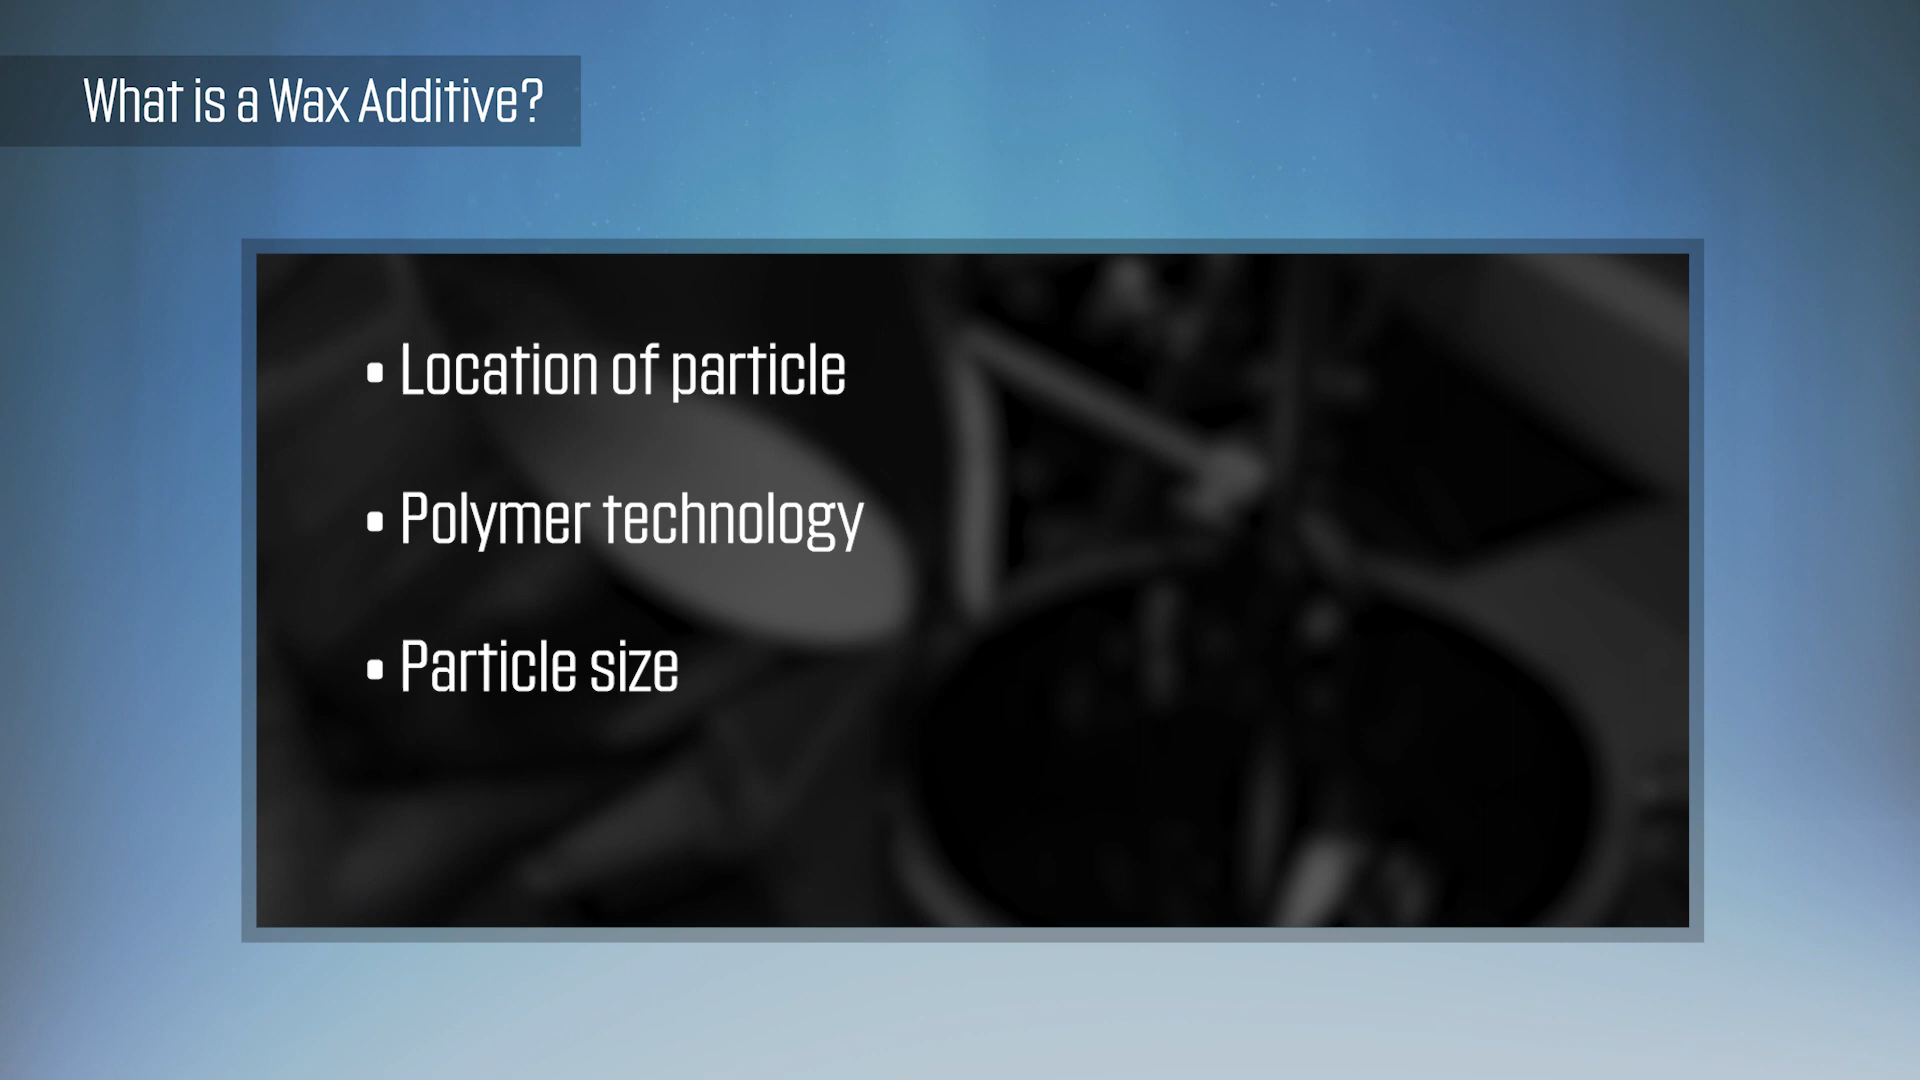 What is a Wax Additive?
• Location of particle
• Polymer technology
• Particle size